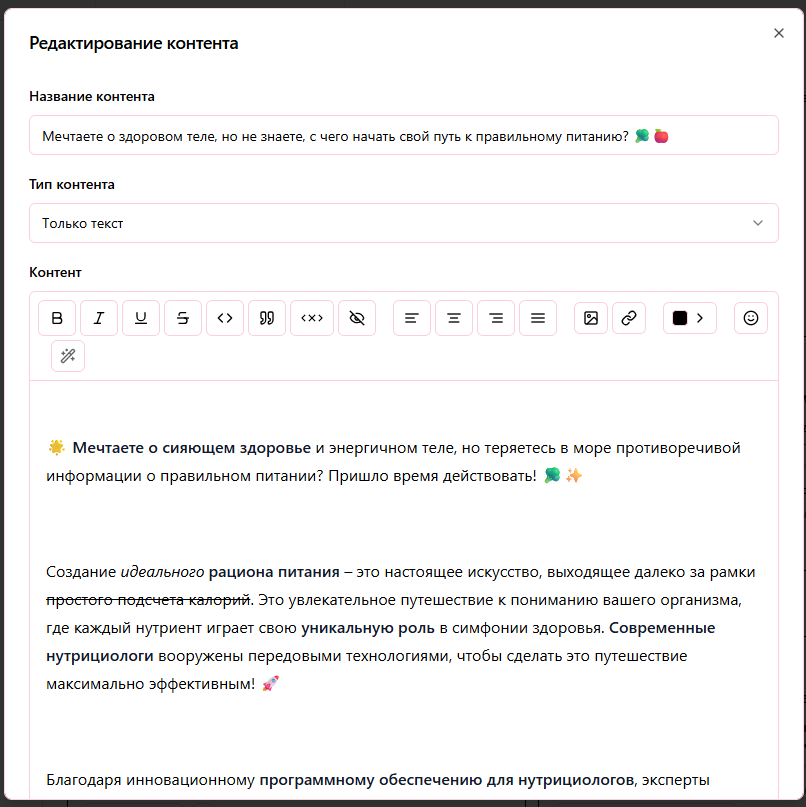 Редактирование контента
Название контента
Мечтаете о здоровом теле, но не знаете, с чего начать свой путь к правильному питанию? 🥦🍎
Тип контента
Только текст
Контент
B I U S <> <×>
🌟 Мечтаете о сияющем здоровье и энергичном теле, но теряетесь в море противоречивой
информации о правильном питании? Пришло время действовать! 🥦✨
Создание идеального рациона питания – это настоящее искусство, выходящее далеко за рамки
простого подсчета калорий. Это увлекательное путешествие к пониманию вашего организма,
где каждый нутриент играет свою уникальную роль в симфонии здоровья. Современные
нутрициологи вооружены передовыми технологиями, чтобы сделать это путешествие
максимально эффективным! 🚀
Благодаря инновационному программному обеспечению для нутрициологов, эксперты